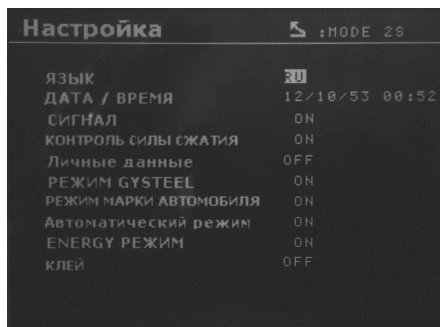 Настройка ↖ :MODE 2S
ЯЗЫК RU
ДАТА / ВРЕМЯ 12/10/53 00:52
СИГНАЛ ON
КОНТРОЛЬ СИЛЫ СЖАТИЯ ON
Личные данные OFF
РЕЖИМ GYSTEEL ON
РЕЖИМ МАРКИ АВТОМОБИЛЯ ON
Автоматический режим ON
ENERGY РЕЖИМ ON
КЛЕЙ OFF